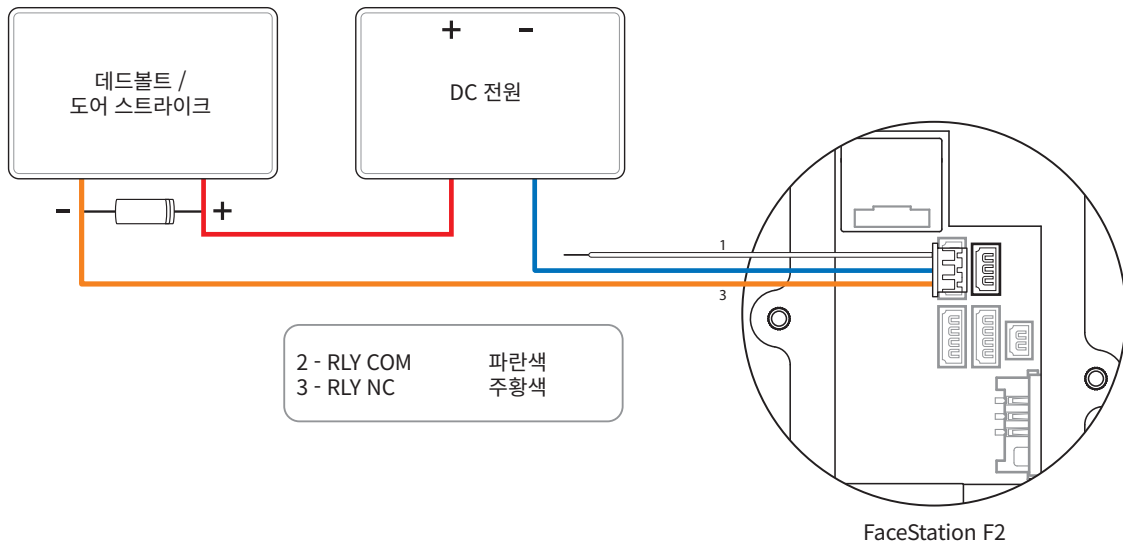 + -
데드볼트 /
도어 스트라이크
DC 전원
- +
1
3
2 - RLY COM 파란색
3 - RLY NC 주황색
FaceStation F2